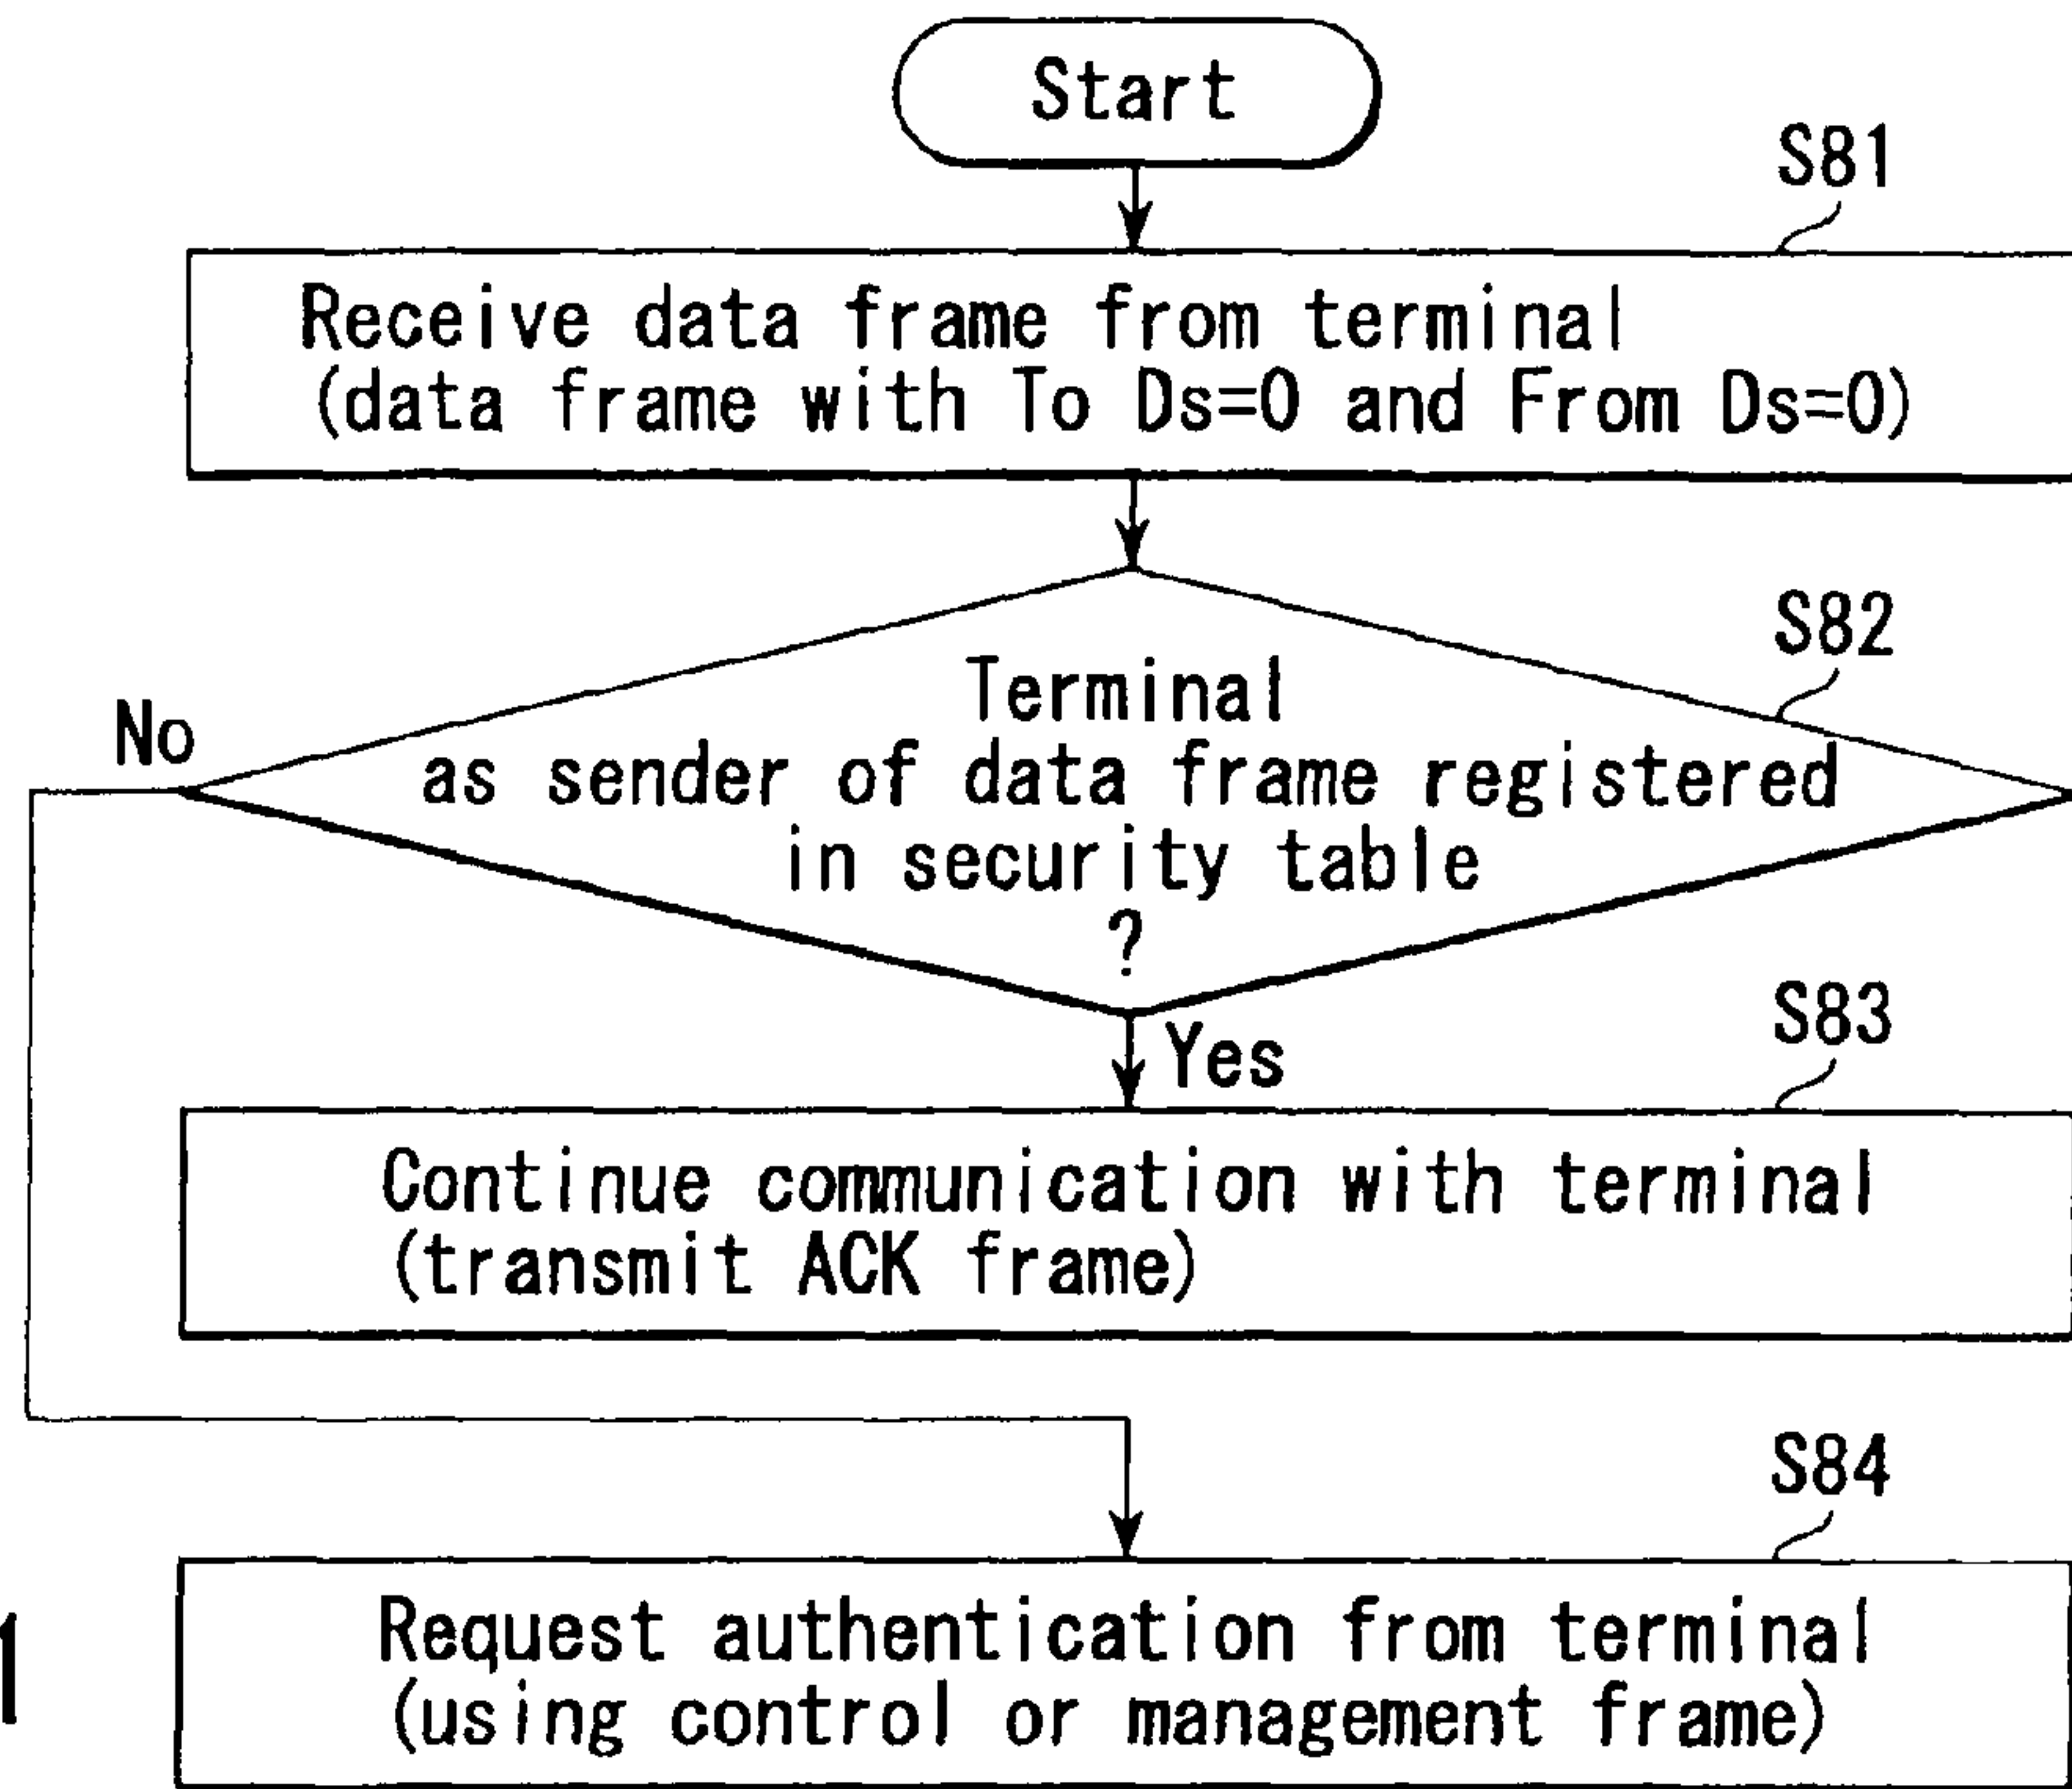 Start
S81
Receive data frame from terminal
(data frame with To Ds=0 and From Ds=0)
S82
No
Terminal
as sender of data frame registered
in security table
?
Yes
S83
Continue communication with terminal
(transmit ACK frame)
S84
Request authentication from terminal
(using control or management frame)
1